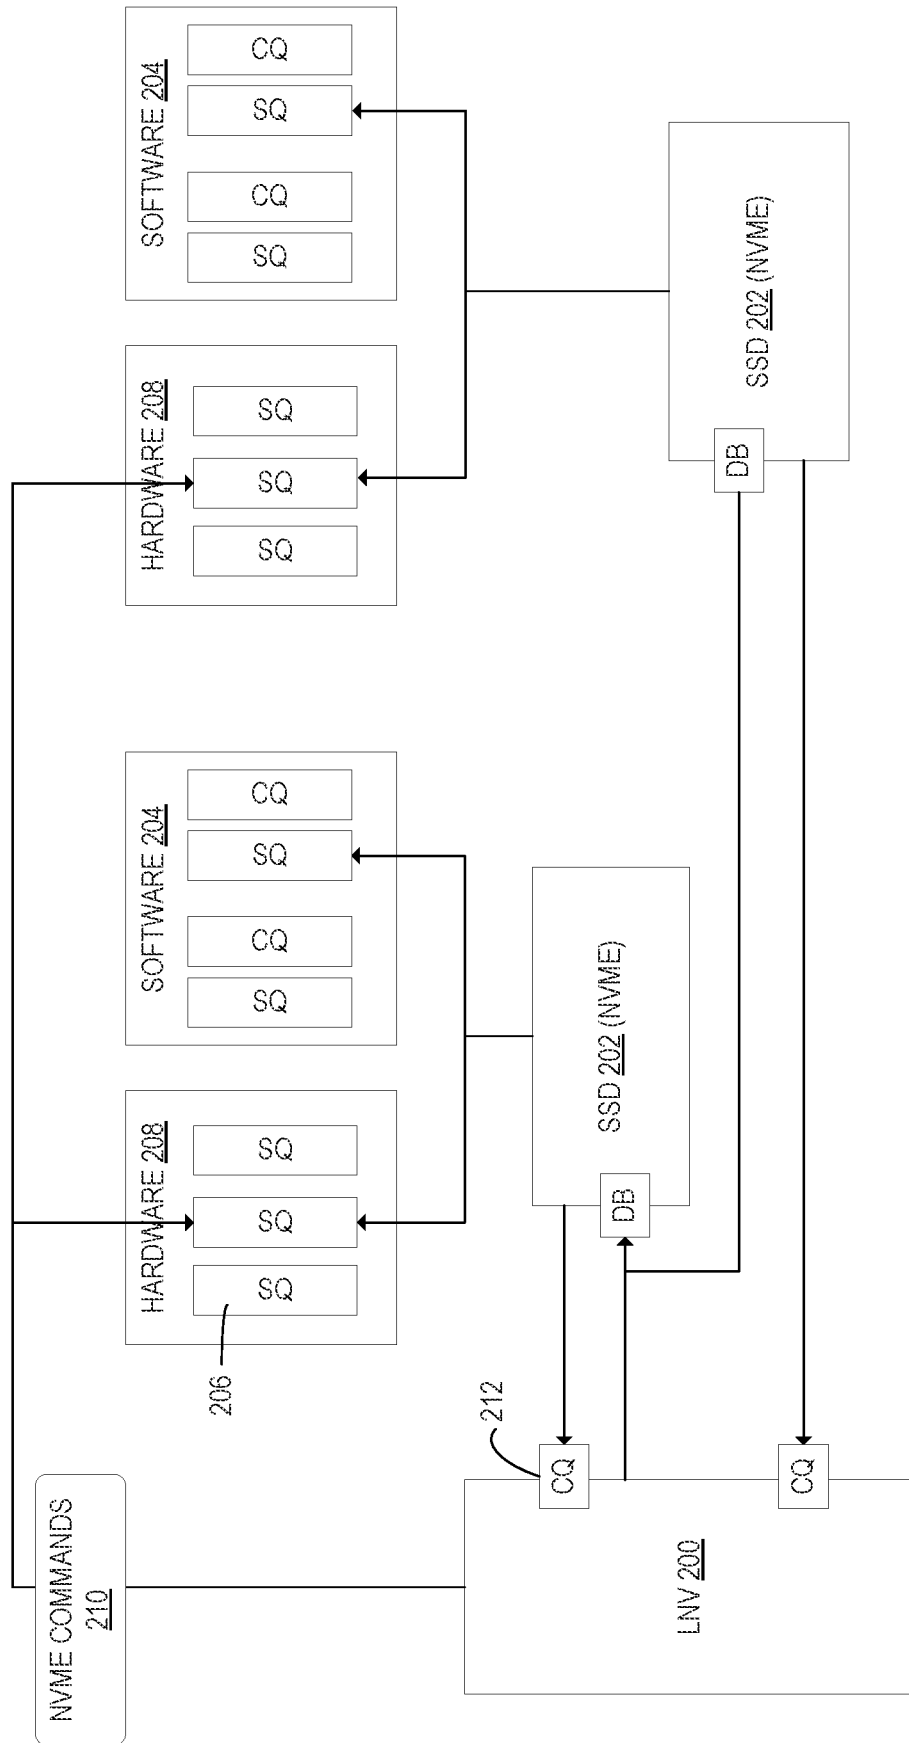 NVME COMMANDS
210
HARDWARE 208
SQ
SQ
SQ
206
SOFTWARE 204
SQ
CQ
SQ
CQ
HARDWARE 208
SQ
SQ
SQ
SOFTWARE 204
SQ
CQ
SQ
CQ
LNV 200
CQ
212
CQ
DB
SSD 202 (NVME)
DB
SSD 202 (NVME)